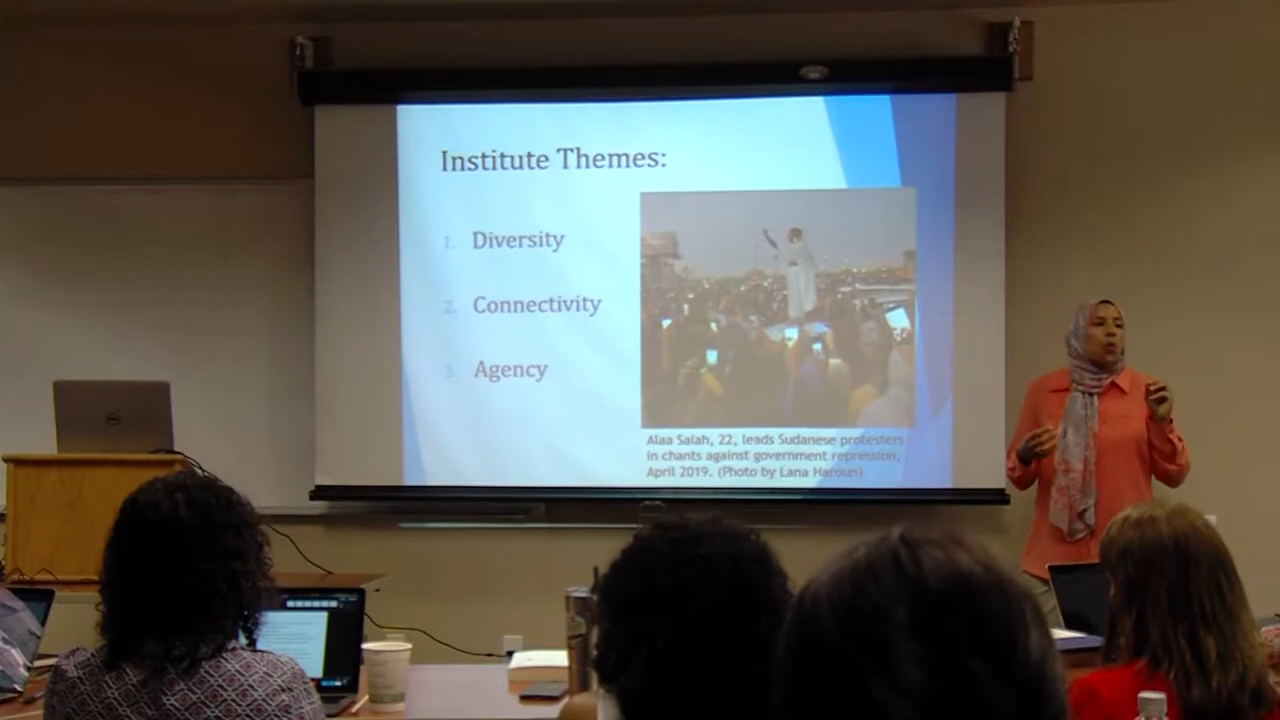 Institute Themes:
1. Diversity
2. Connectivity
3. Agency
Alaa Salah, 22, leads Sudanese protesters
in chants against government repression,
April 2019. (Photo by Lana Haroun)
DELL